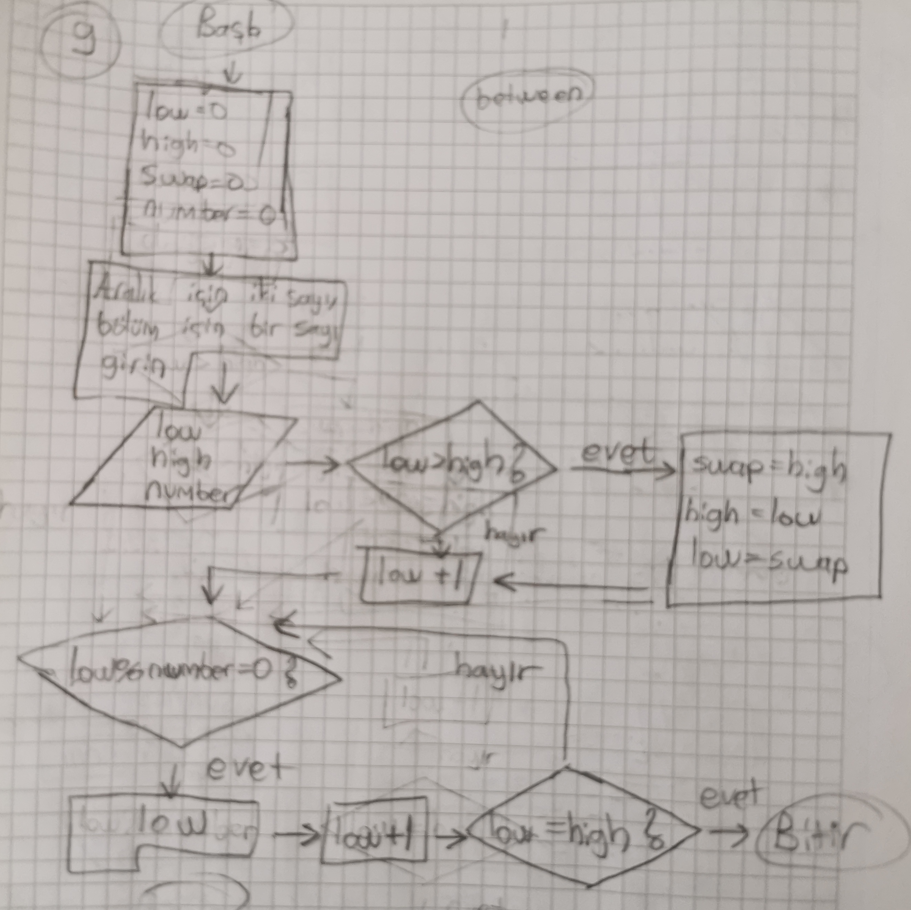 9
Başla
between
low=0
high=0
swap=0
number=0
Aralık için iki sayı
bölüm için bir sayı
girin
low
high
number
low>high?
evet
swap=high
high=low
low=swap
hayır
low+1
low%number=0?
hayır
evet
low
low+1
low=high?
evet
Bitir